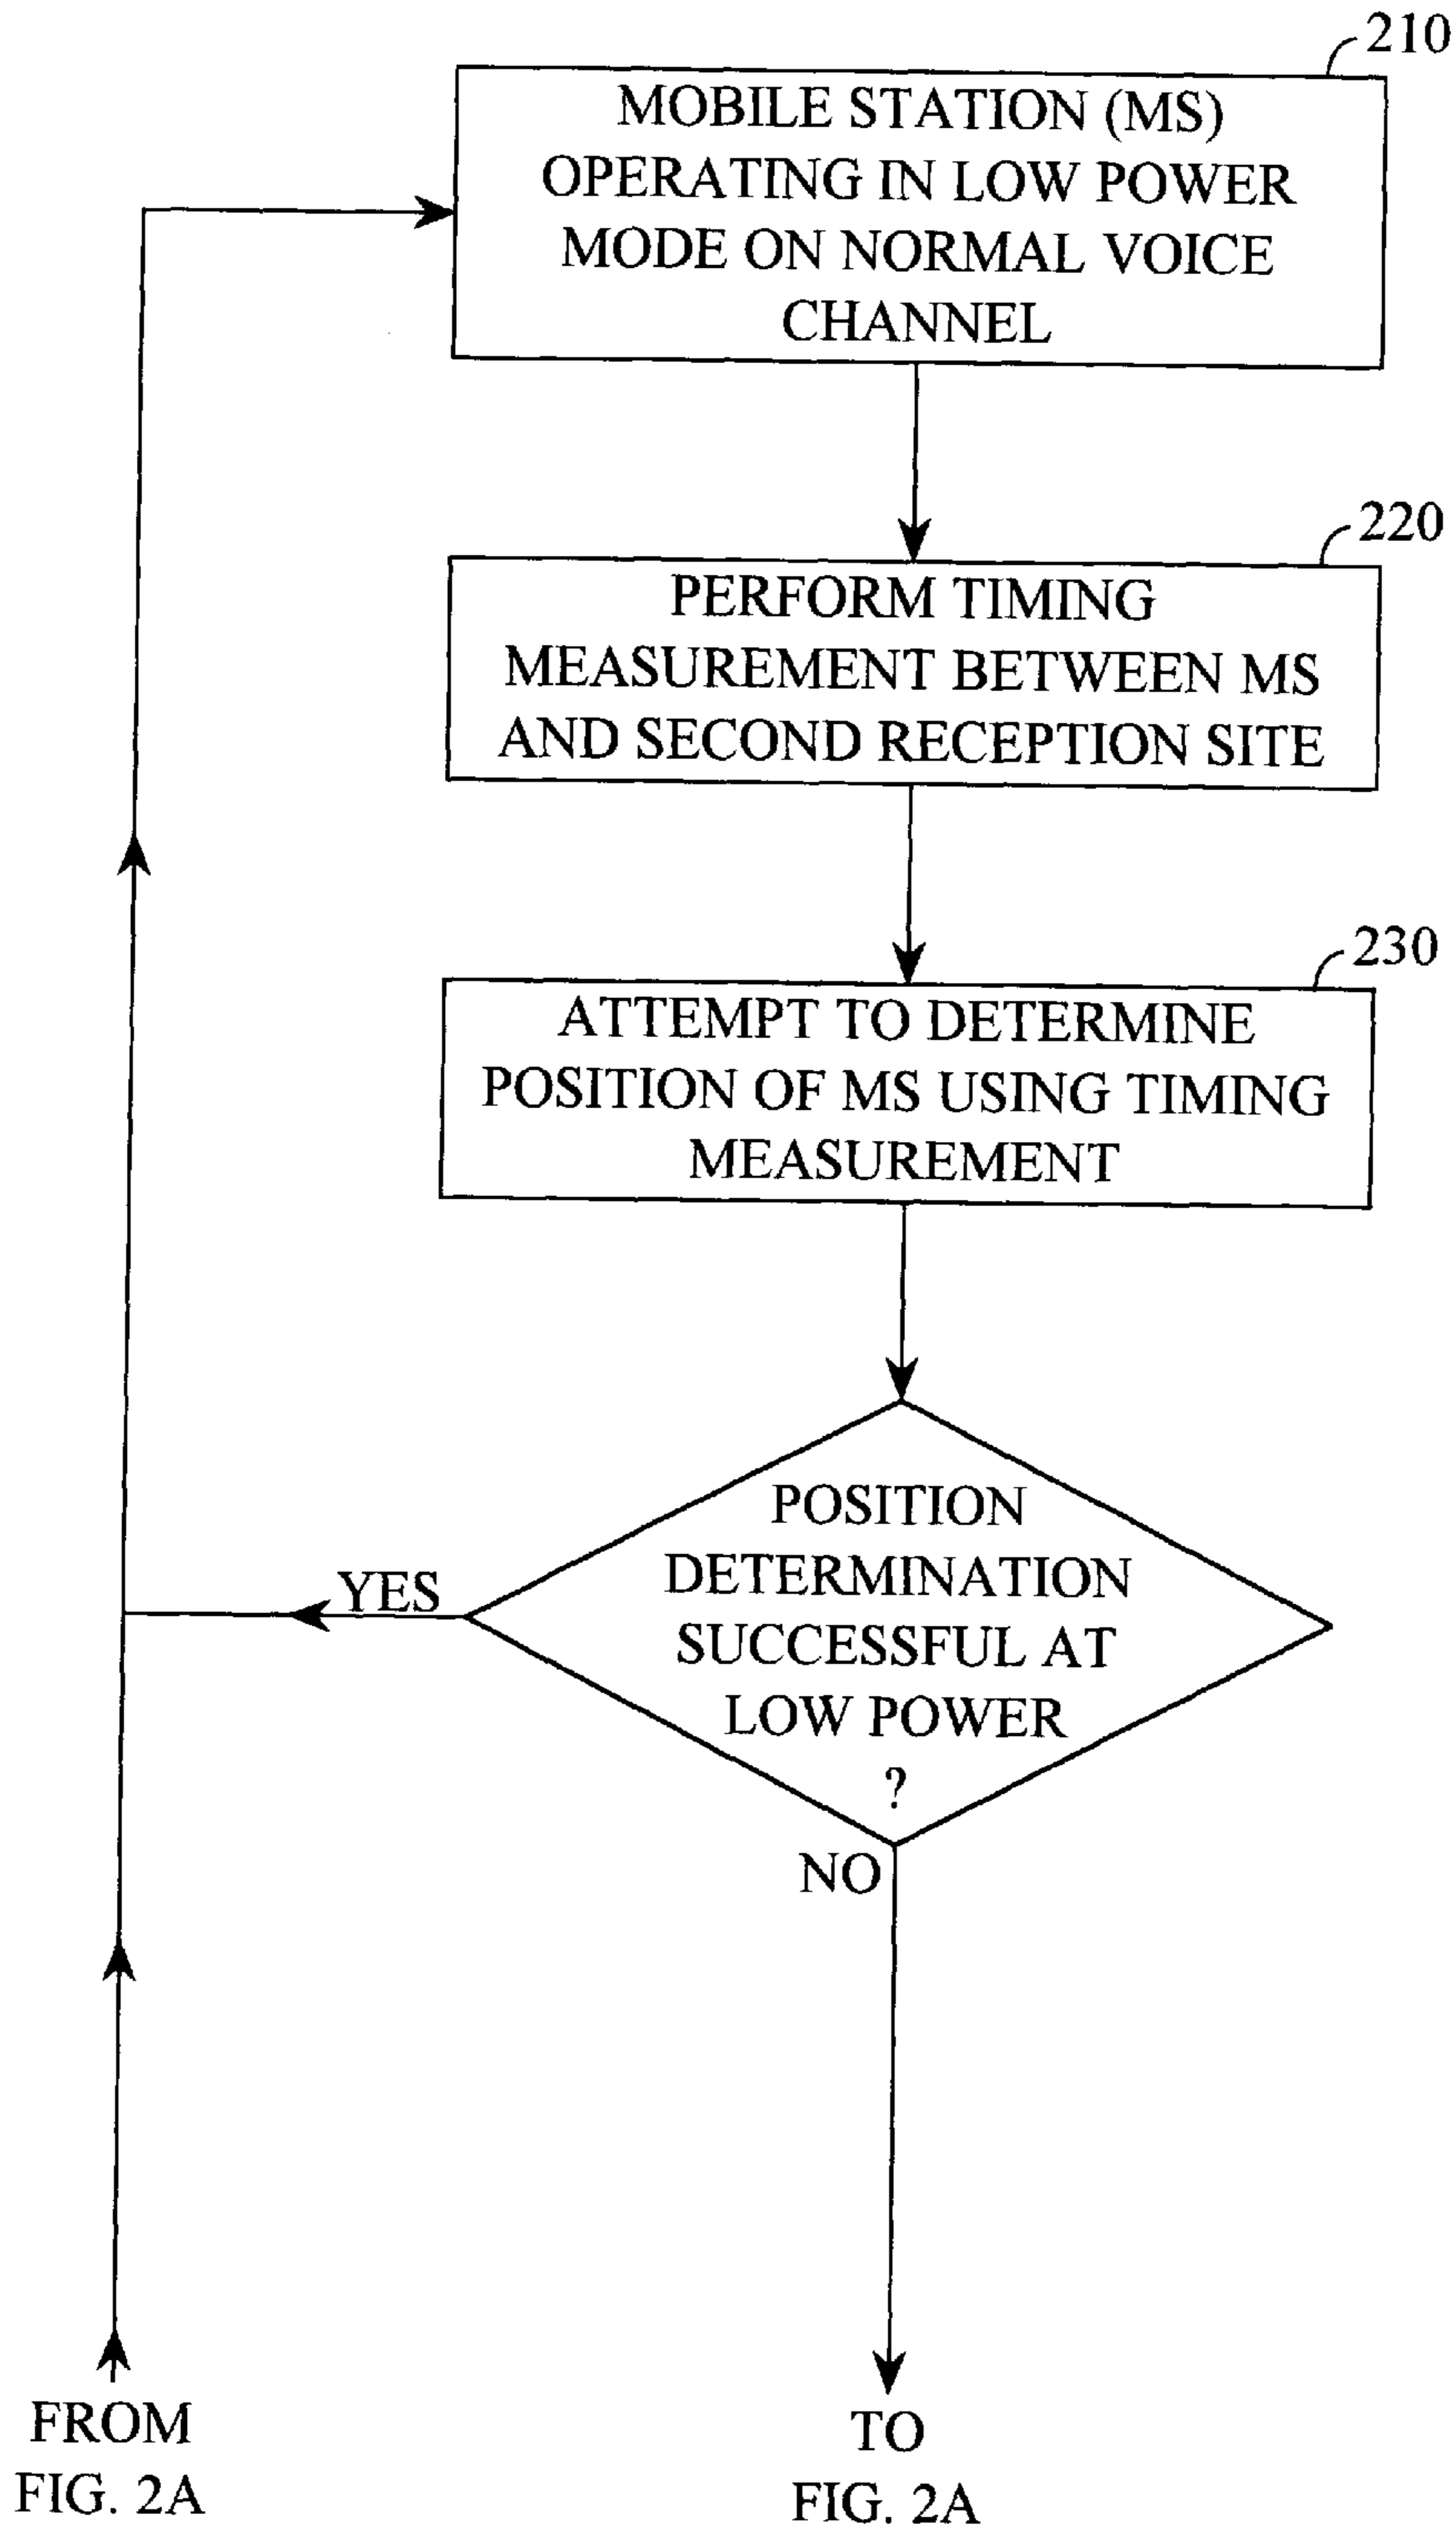 210
MOBILE STATION (MS)
OPERATING IN LOW POWER
MODE ON NORMAL VOICE
CHANNEL
220
PERFORM TIMING
MEASUREMENT BETWEEN MS
AND SECOND RECEPTION SITE
230
ATTEMPT TO DETERMINE
POSITION OF MS USING TIMING
MEASUREMENT
POSITION
DETERMINATION
SUCCESSFUL AT
LOW POWER
?
YES
NO
FROM
FIG. 2A
TO
FIG. 2A